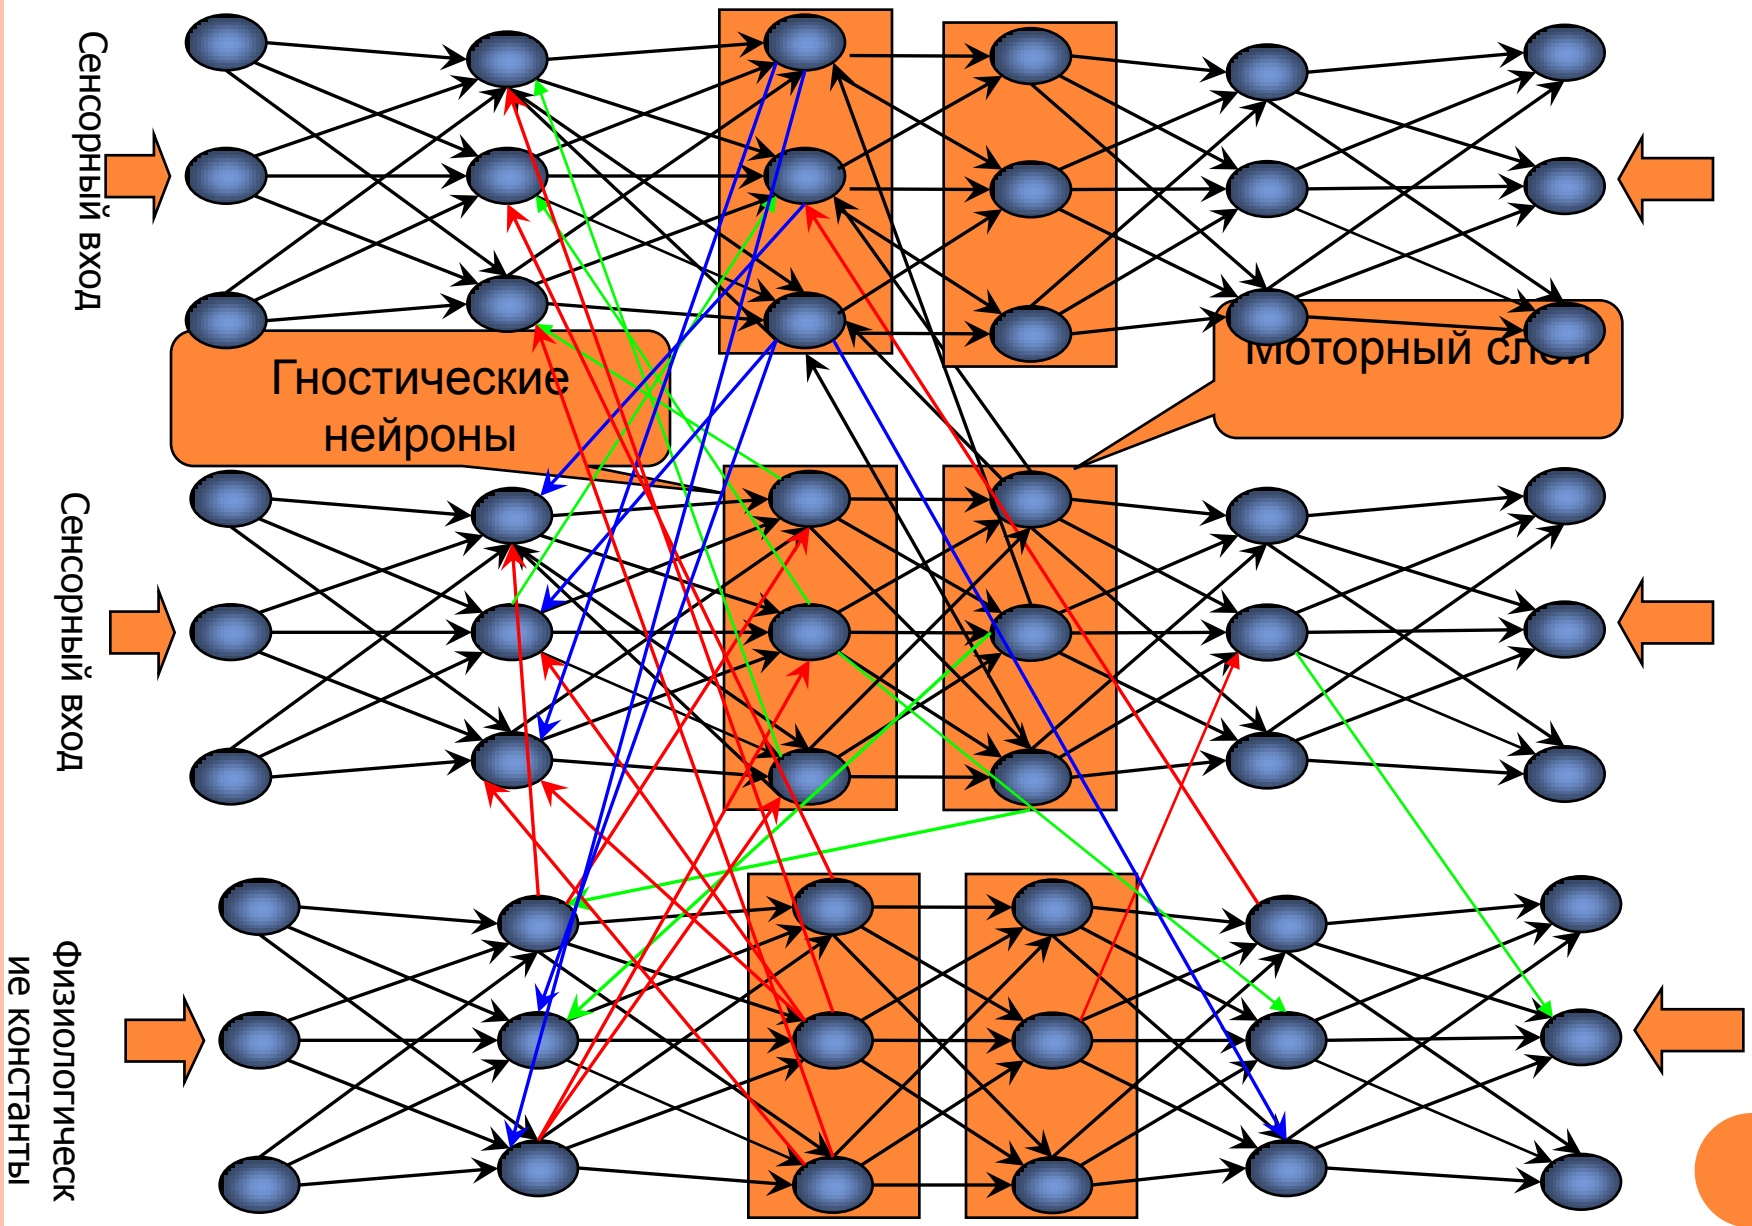 Сенсорный вход
Гностические
нейроны
Моторный слой
Сенсорный вход
Физиологическ
ие константы